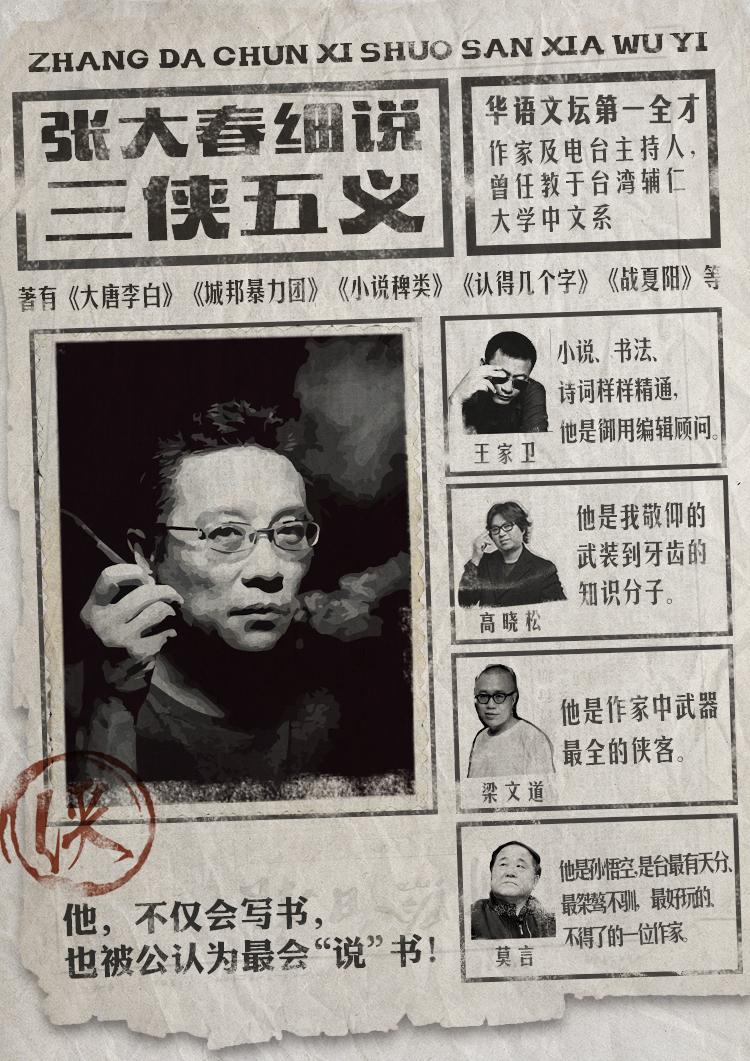 ZHANG DA CHUN XI SHUO SAN XIA WU YI
张大春细说
三侠五义
华语文坛第一全才
作家及电台主持人,
曾任教于台湾辅仁
大学中文系
著有《大唐李白》《城邦暴力团》《小说稗类》《认得几个字》《战夏阳》等
小说、书法、
诗词样样精通,
他是御用编辑顾问。
王家卫
他是我敬仰的
武装到牙齿的
知识分子。
高晓松
他是作家中武器
最全的侠客。
梁文道
他是孙悟空,是台最有天分、
最桀骜不驯,最好玩的、
不得了的一位作家。
莫言
侠
他,不仅会写书,
也被公认为最会“说”书!